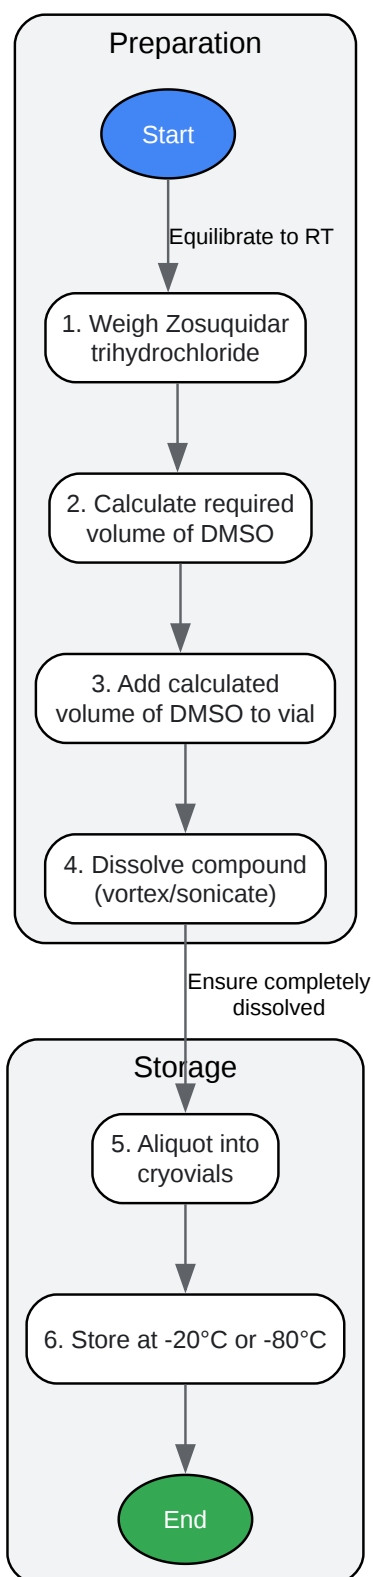 Preparation
Start
Equilibrate to RT
1. Weigh Zosuquidar
trihydrochloride
2. Calculate required
volume of DMSO
3. Add calculated
volume of DMSO to vial
4. Dissolve compound
(vortex/sonicate)
Ensure completely
dissolved
Storage
5. Aliquot into
cryovials
6. Store at -20°C or -80°C
End